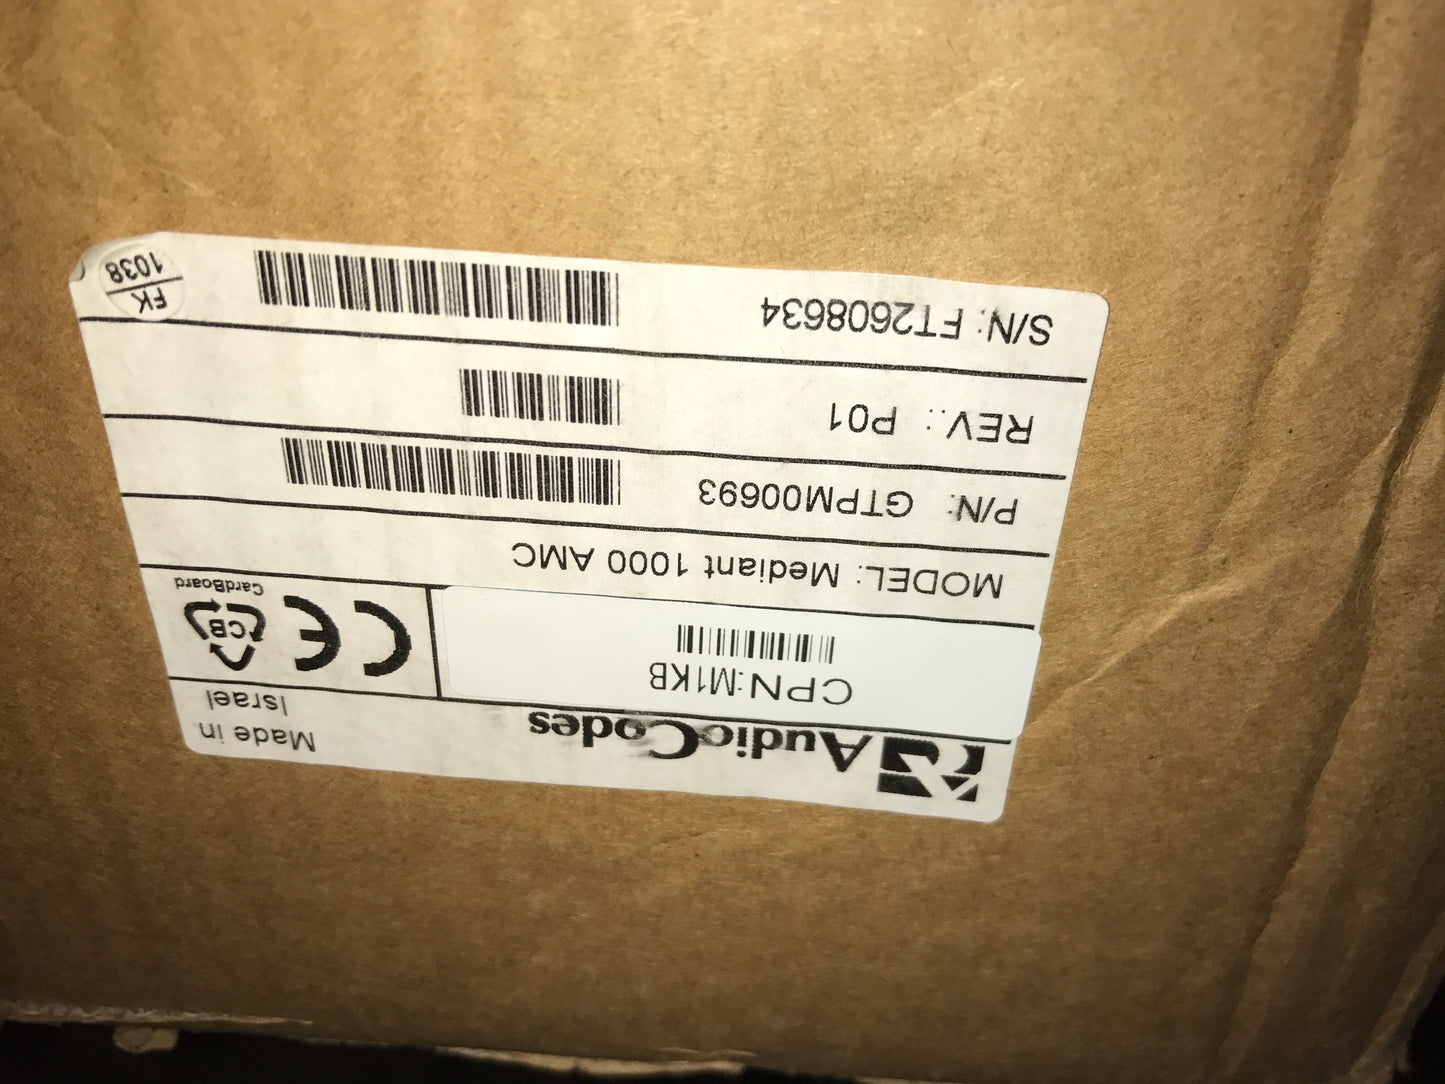 AudioCodes
Made in
Israel
CPN:M1KB
CB
CardBoard
MODEL: Mediant 1000 AMC
P/N: GTPM00693
REV.: P01
S/N: FT2608634
FK
1038